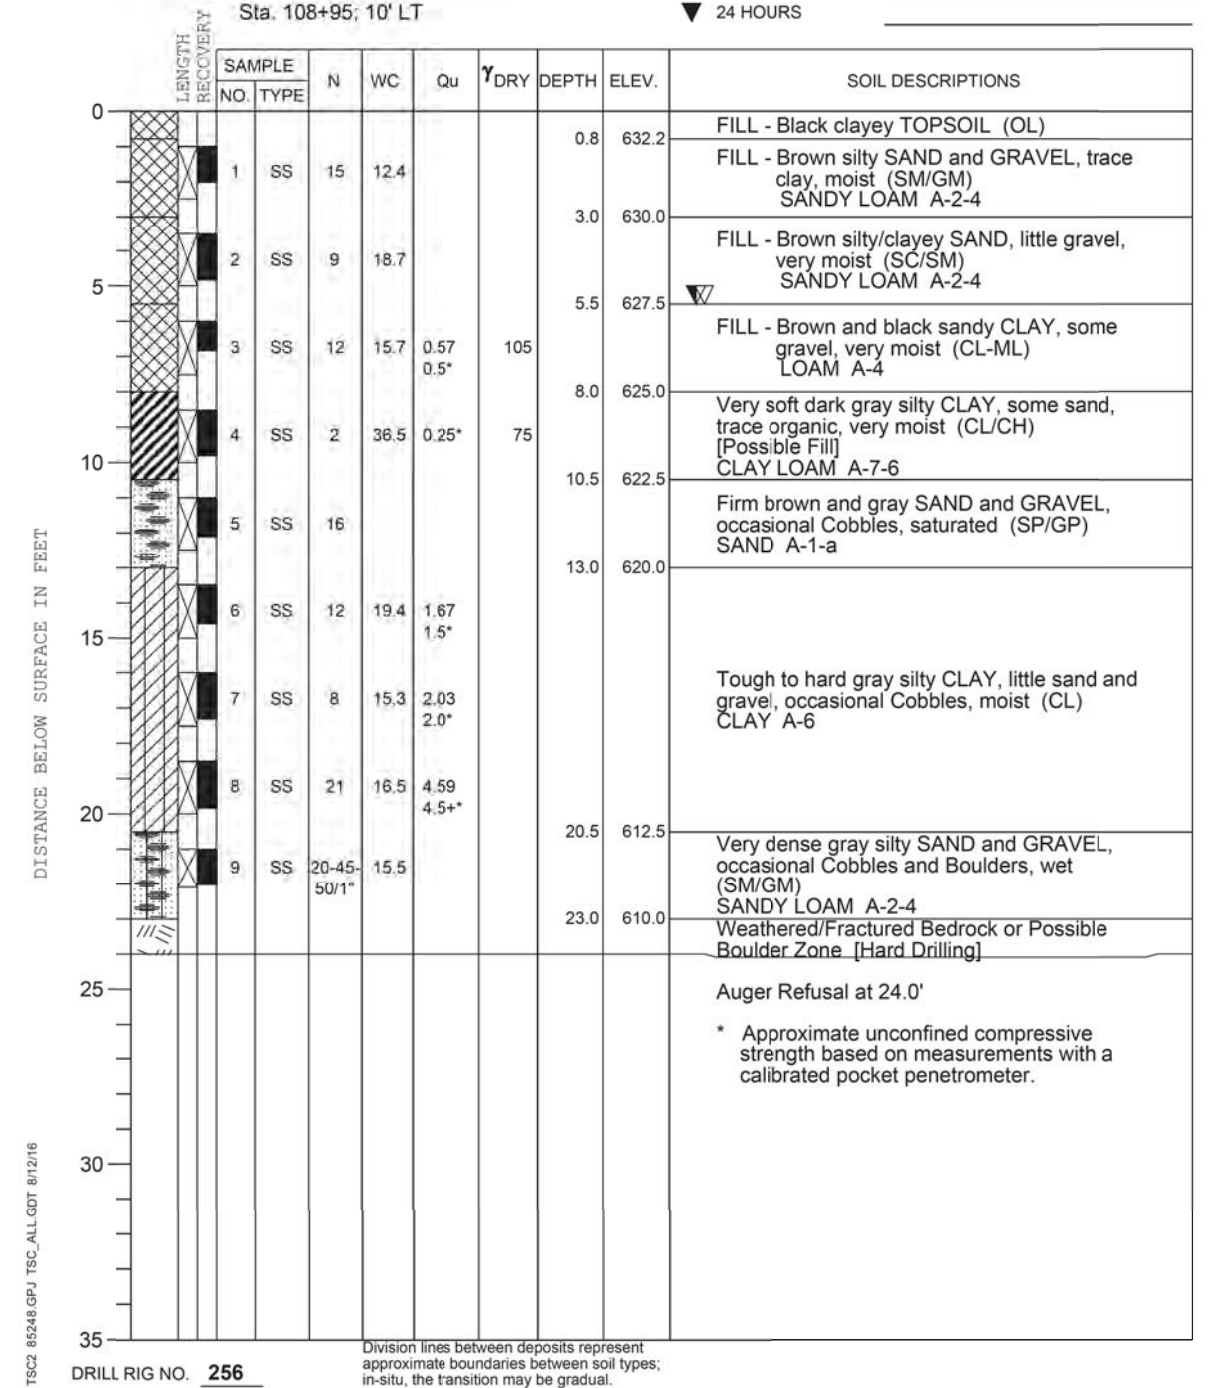 Sta. 108+95; 10' LT
▼ 24 HOURS
LENGTH
RECOVERY
SAMPLE
NO. TYPE
N
WC
Qu
γDRY
DEPTH
ELEV.
SOIL DESCRIPTIONS
0
FILL - Black clayey TOPSOIL (OL)
0.8 632.2
FILL - Brown silty SAND and GRAVEL, trace
clay, moist (SM/GM)
SANDY LOAM A-2-4
1 SS 15 12.4
3.0 630.0
FILL - Brown silty/clayey SAND, little gravel,
very moist (SC/SM)
SANDY LOAM A-2-4
2 SS 9 18.7
5
5.5 627.5
FILL - Brown and black sandy CLAY, some
gravel, very moist (CL-ML)
LOAM A-4
3 SS 12 15.7 0.57 105
0.5*
8.0 625.0
Very soft dark gray silty CLAY, some sand,
trace organic, very moist (CL/CH)
[Possible Fill]
CLAY LOAM A-7-6
4 SS 2 36.5 0.25* 75
10
10.5 622.5
Firm brown and gray SAND and GRAVEL,
occasional Cobbles, saturated (SP/GP)
SAND A-1-a
5 SS 16
13.0 620.0
6 SS 12 19.4 1.67
1.5*
15
Tough to hard gray silty CLAY, little sand and
gravel, occasional Cobbles, moist (CL)
CLAY A-6
7 SS 8 15.3 2.03
2.0*
8 SS 21 16.5 4.59
4.5+*
20
20.5 612.5
Very dense gray silty SAND and GRAVEL,
occasional Cobbles and Boulders, wet
(SM/GM)
SANDY LOAM A-2-4
9 SS 20-45- 15.5
50/1"
23.0 610.0
Weathered/Fractured Bedrock or Possible
Boulder Zone [Hard Drilling]
25
Auger Refusal at 24.0'
* Approximate unconfined compressive
strength based on measurements with a
calibrated pocket penetrometer.
30
35
DISTANCE BELOW SURFACE IN FEET
TSC2 85248.GPJ TSC_ALL.GDT 8/12/16
DRILL RIG NO. 256
Division lines between deposits represent
approximate boundaries between soil types;
in-situ, the transition may be gradual.